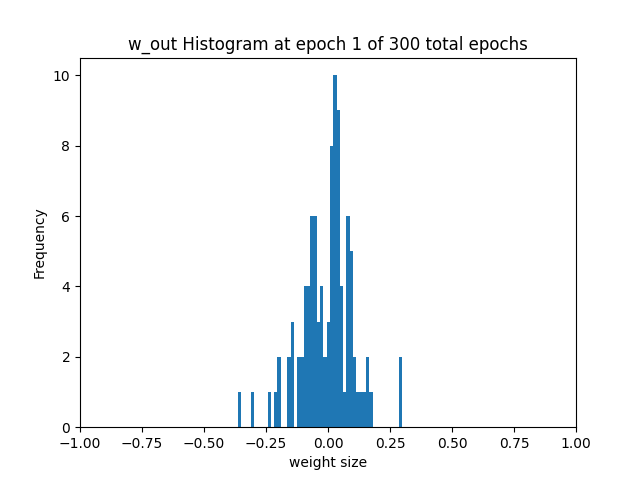 w_out Histogram at epoch 1 of 300 total epochs
10
8
6
4
2
0
Frequency
−1.00 −0.75 −0.50 −0.25 0.00 0.25 0.50 0.75 1.00
weight size